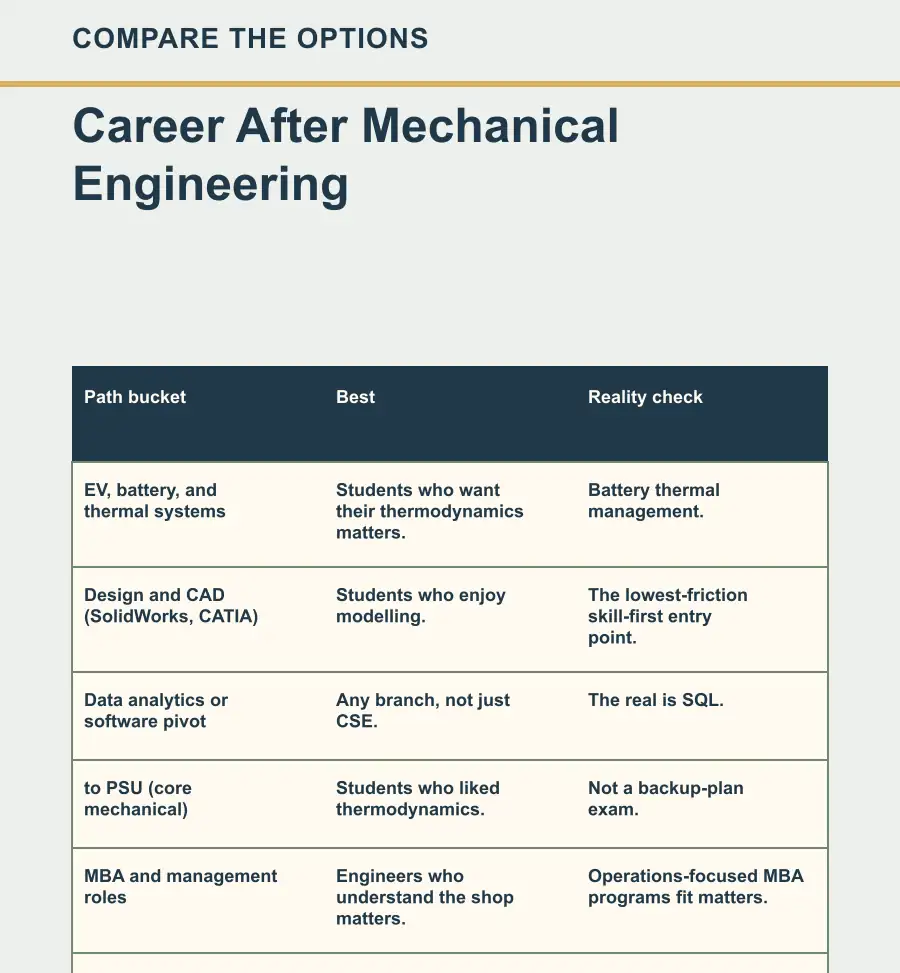 COMPARE THE OPTIONS
Career After Mechanical
Engineering
Path bucket
Best
Reality check
EV, battery, and
thermal systems
Students who want
their thermodynamics
matters.
Battery thermal
management.
Design and CAD
(SolidWorks, CATIA)
Students who enjoy
modelling.
The lowest-friction
skill-first entry
point.
Data analytics or
software pivot
Any branch, not just
CSE.
The real is SQL.
to PSU (core
mechanical)
Students who liked
thermodynamics.
Not a backup-plan
exam.
MBA and management
roles
Engineers who
understand the shop
matters.
Operations-focused MBA
programs fit matters.